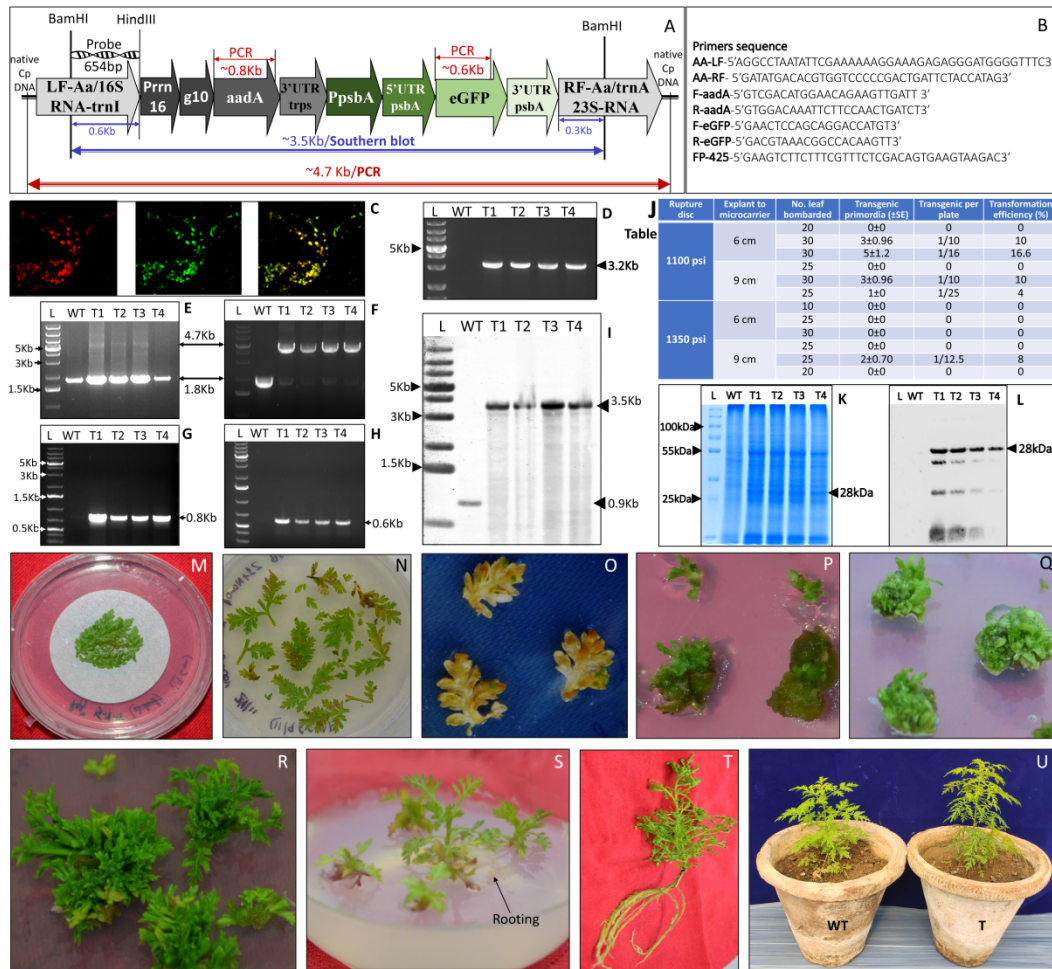 A
BamHI
HindIII
BamHI
native
Cp
DNA
Probe
654bp
PCR
~0.8Kb
PCR
~0.6Kb
native
Cp
DNA
LF-Aa/16S
RNA-trnI
Prrn
16
g10
aadA
3'UTR
trps
PpsbA
5'UTR
psbA
eGFP
3'UTR
psbA
RF-Aa/trnA
23S-RNA
0.6Kb
0.3Kb
~3.5Kb/Southern blot
~4.7 Kb/PCR
B
Primers sequence
AA-LF-5'AGGCCTAATATTCGAAAAAAGGAAAGAGAGGGATGGGGTTTC3'
AA-RF-5'GATATGACACGTGGTCCCCCGACTGATTCTACCATAG3'
F-aadA-5'GTCGACATGGAACAGAAGTTGATT 3'
R-aadA-5'GTGGACAAATTCTTCCAACTGATCT3'
F-eGFP-5'GAACTCCAGCAGGACCATGT3'
R-eGFP-5'GACGTAAACGGCCACAAGTT3'
FP-425-5'GAAGTCTTCTTTCGTTTCTCGACAGTGAAGTAAGAC3'
C
L WT T1 T2 T3 T4 D
5Kb
3.2Kb
J
Table
Rupture disc | Explant to microcarrier | No. leaf bombarded | Transgenic primordia (±SE) | Transgenic per plate | Transformation efficiency (%)
1100 psi
6 cm
20 0±0 0 0
30 3±0.96 1/10 10
30 5±1.2 1/16 16.6
9 cm
25 0±0 0 0
30 3±0.96 1/10 10
25 1±0 1/25 4
1350 psi
6 cm
10 0±0 0 0
25 0±0 0 0
30 0±0 0 0
9 cm
25 0±0 0 0
25 2±0.70 1/12.5 8
20 0±0 0 0
L WT T1 T2 T3 T4 E
5Kb
3Kb
1.5Kb
4.7Kb
1.8Kb
L WT T1 T2 T3 T4 F
L WT T1 T2 T3 T4 G
5Kb
3Kb
1.5Kb
0.5Kb
0.8Kb
L WT T1 T2 T3 T4 H
0.6Kb
L WT T1 T2 T3 T4 I
5Kb
3Kb
1.5Kb
3.5Kb
0.9Kb
L WT T1 T2 T3 T4 K
100kDa
55kDa
25kDa
28kDa
L WT T1 T2 T3 T4 L
28kDa
M
N
O
P
Q
R
S
Rooting
T
U
WT
T